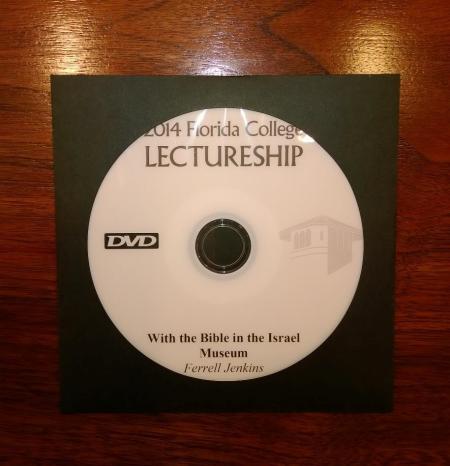 2014 Florida College
LECTURESHIP
DVD
With the Bible in the Israel
Museum
Ferrell Jenkins